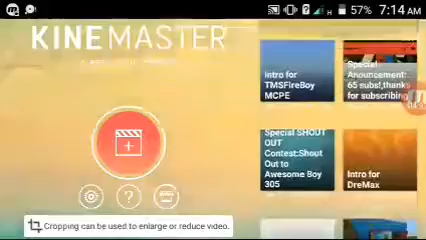 57% 7:14 AM
KINEMASTER
Intro for
TMSFireBoy
MCPE
Special
Anouncement:
65 subs!,thanks
for subscribing
Special SHOUT
OUT
Contest:Shout
Out to
Awesome Boy
305
Intro for
DreMax
Cropping can be used to enlarge or reduce video.